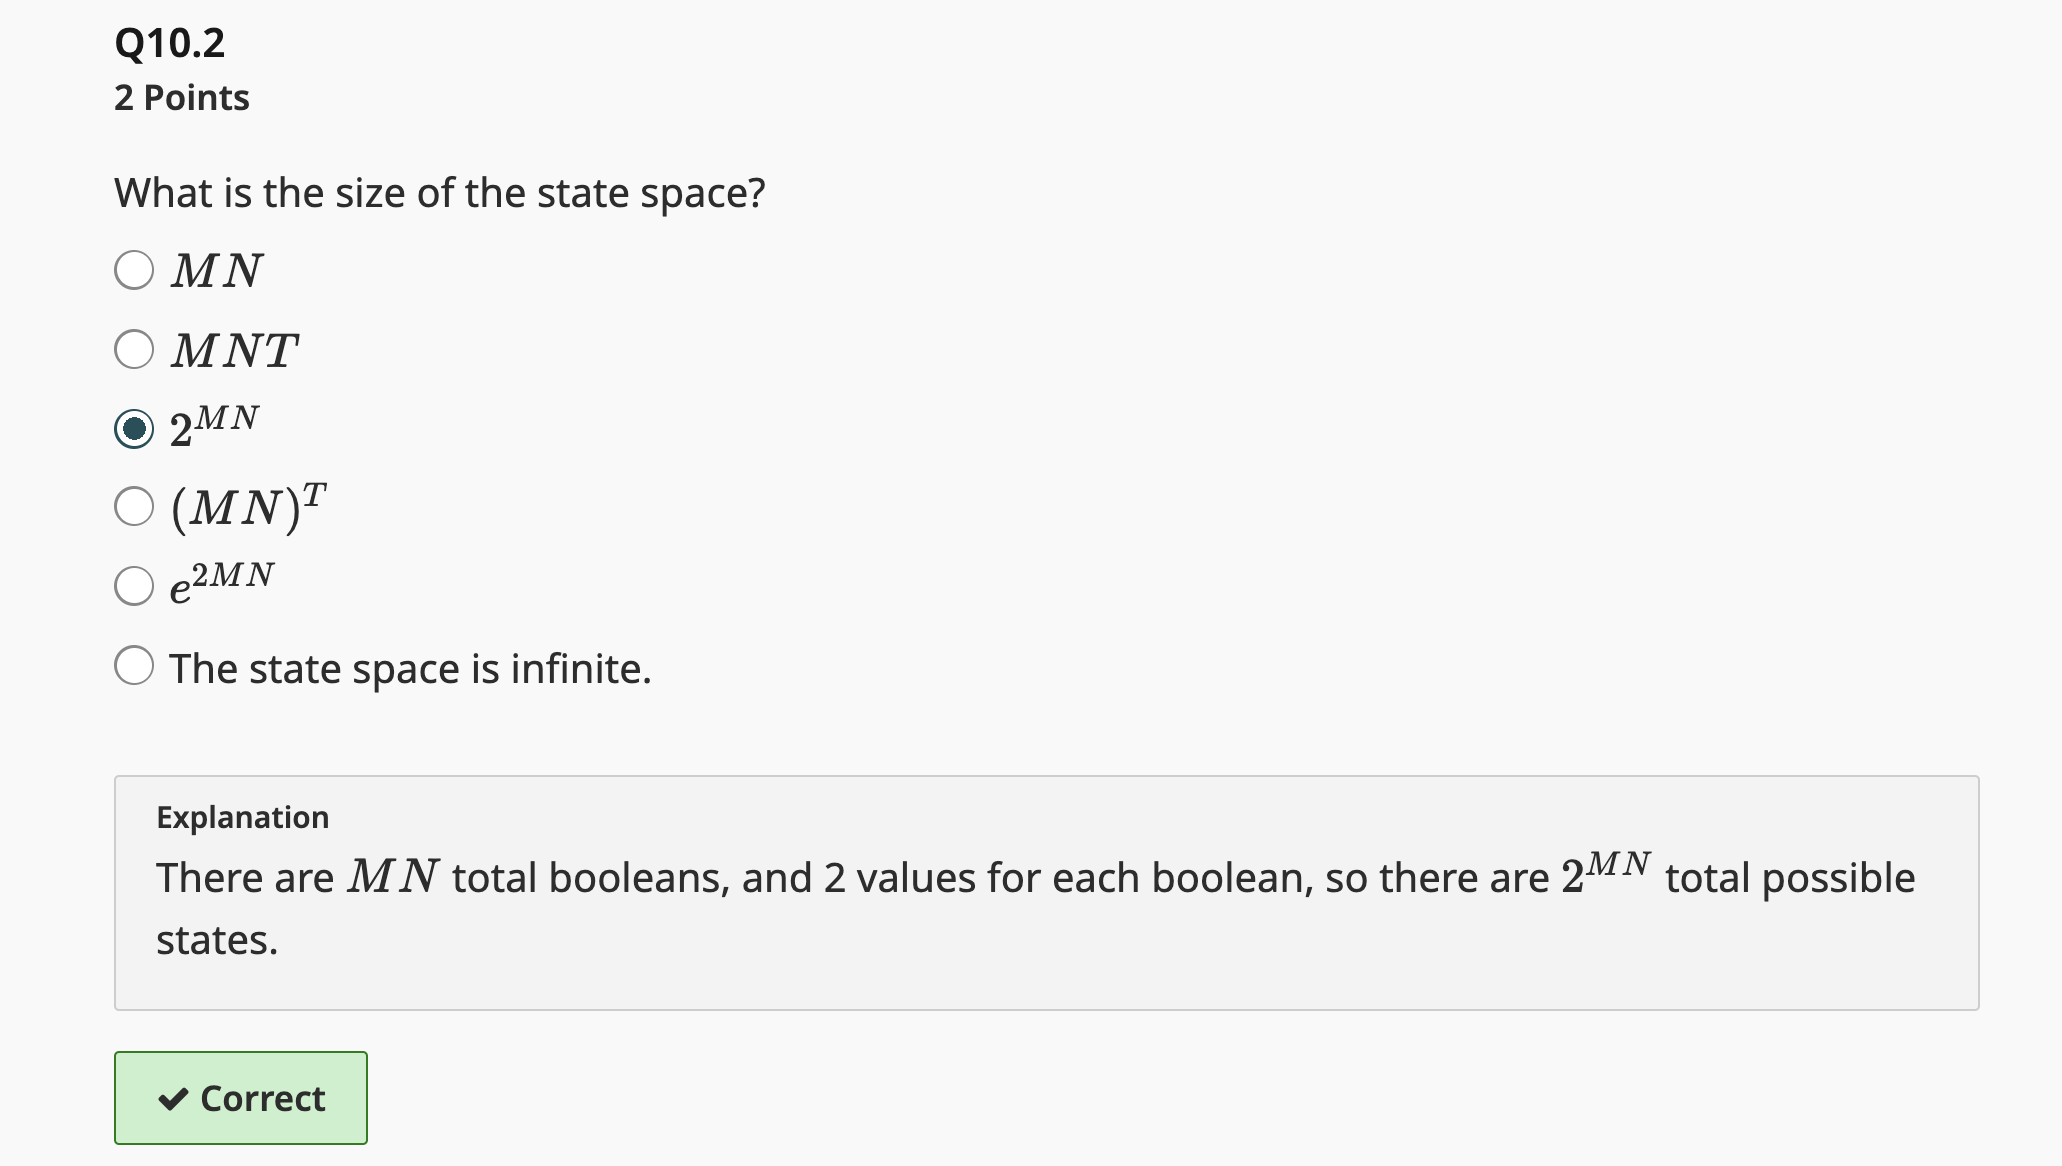 Q10.2
2 Points
What is the size of the state space?
$MN$
$MNT$
$2^{MN}$
$(MN)^T$
$e^{2MN}$
The state space is infinite.
Explanation
There are $MN$ total booleans, and 2 values for each boolean, so there are $2^{MN}$ total possible
states.
✔ Correct